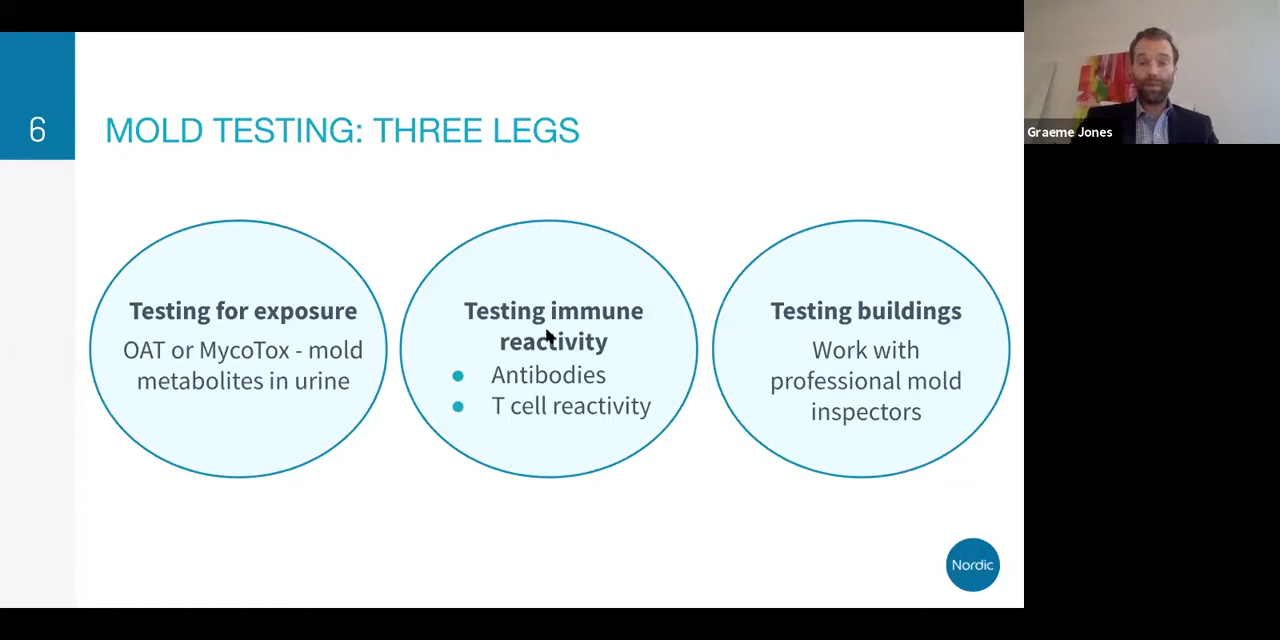 6
MOLD TESTING: THREE LEGS
Testing for exposure
OAT or MycoTox - mold
metabolites in urine
Testing immune
reactivity
● Antibodies
● T cell reactivity
Testing buildings
Work with
professional mold
inspectors
Nordic
Graeme Jones